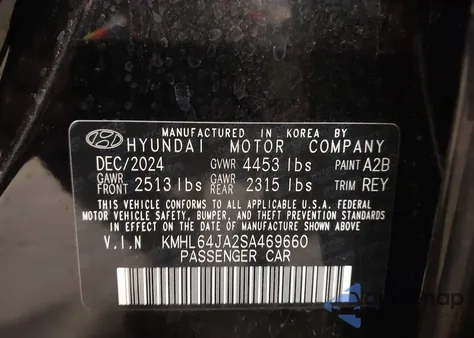 MANUFACTURED IN KOREA BY
HYUNDAI MOTOR COMPANY
DEC/2024 GVWR 4453 lbs PAINT A2B
GAWR FRONT 2513 lbs GAWR REAR 2315 lbs TRIM REY
THIS VEHICLE CONFORMS TO ALL APPLICABLE U.S.A. FEDERAL
MOTOR VEHICLE SAFETY, BUMPER, AND THEFT PREVENTION
STANDARDS IN EFFECT ON THE DATE OF MANUFACTURE SHOWN ABOVE.
V.I.N KMHL64JA2SA469660
PASSENGER CAR